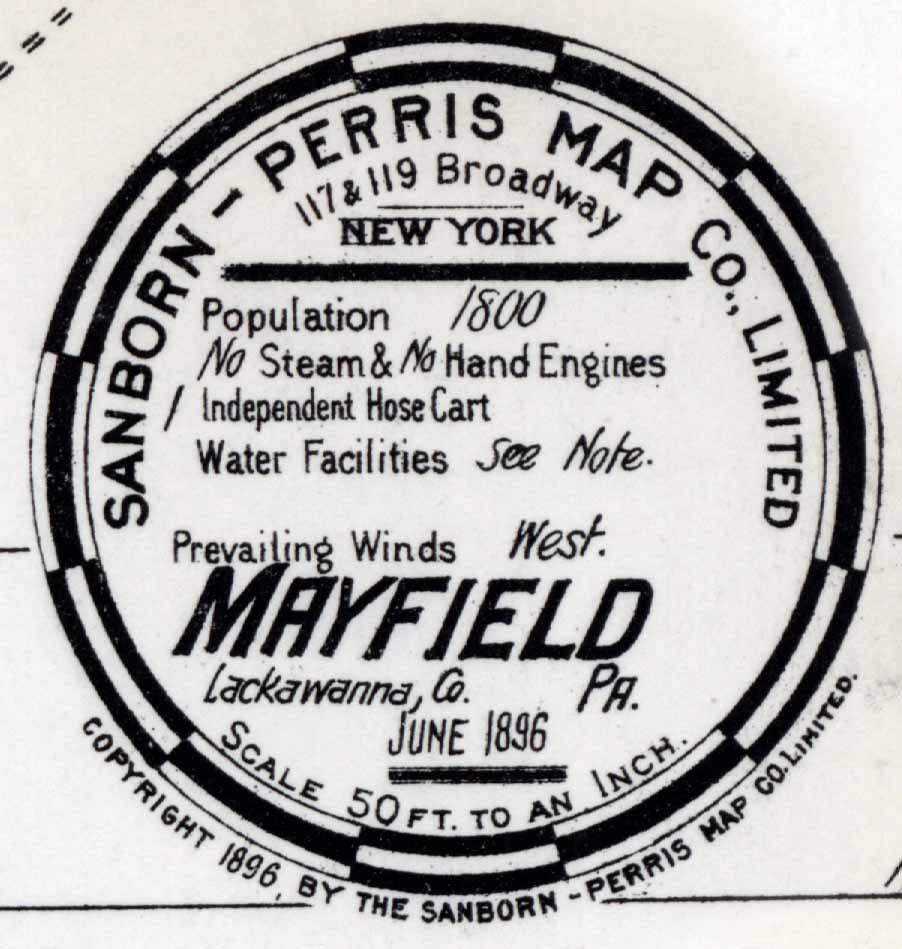 SANBORN - PERRIS MAP CO., LIMITED
117 & 119 Broadway
NEW YORK
Population 1800
No Steam & No Hand Engines
1 Independent Hose Cart
Water Facilities See Note.
Prevailing Winds West.
MAYFIELD
Lackawanna, Co. PA.
JUNE 1896
SCALE 50 FT. TO AN INCH.
COPYRIGHT 1896, BY THE SANBORN - PERRIS MAP CO. LIMITED.